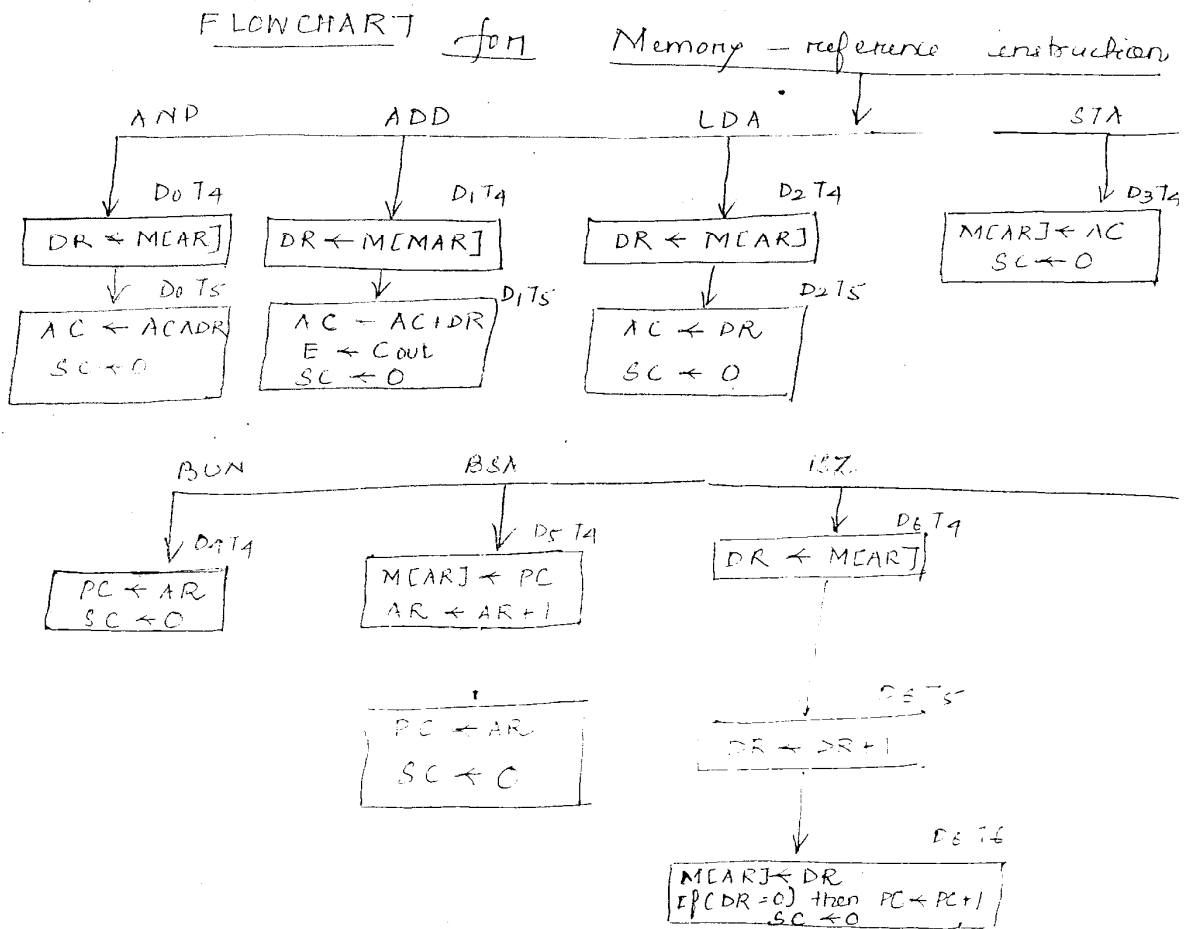 FLOWCHART for Memory - reference instruction
AND ADD LDA STA
D0 T4 D1 T4 D2 T4 D3 T4
DR ← M[AR] DR ← M[MAR] DR ← M[AR] M[AR] ← AC
SC ← 0
D0 T5 D1 T5 D2 T5
AC ← AC∧DR AC - AC+DR AC ← DR
SC ← 0 E ← Cout SC ← 0
SC ← 0
BUN BSA ISZ
D4 T4 D5 T4 D6 T4
PC ← AR M[AR] ← PC DR ← M[AR]
SC ← 0 AR ← AR+1
D6 T5
PC ← AR DR ← DR+1
SC ← 0
D6 T6
M[AR] ← DR
If(DR=0) then PC ← PC+1
SC ← 0